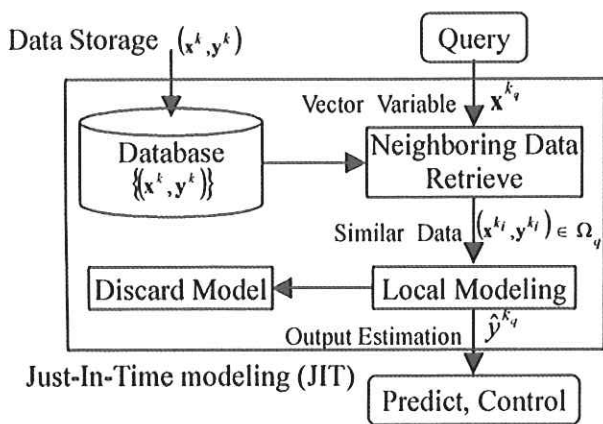 Data Storage (x^k, y^k)
Query
Vector Variable x^{k_q}
Database
{(x^k, y^k)}
Neighboring Data
Retrieve
Similar Data (x^{k_i}, y^{k_i}) ∈ Ω_q
Discard Model
Local Modeling
Output Estimation ŷ^{k_q}
Just-In-Time modeling (JIT)
Predict, Control